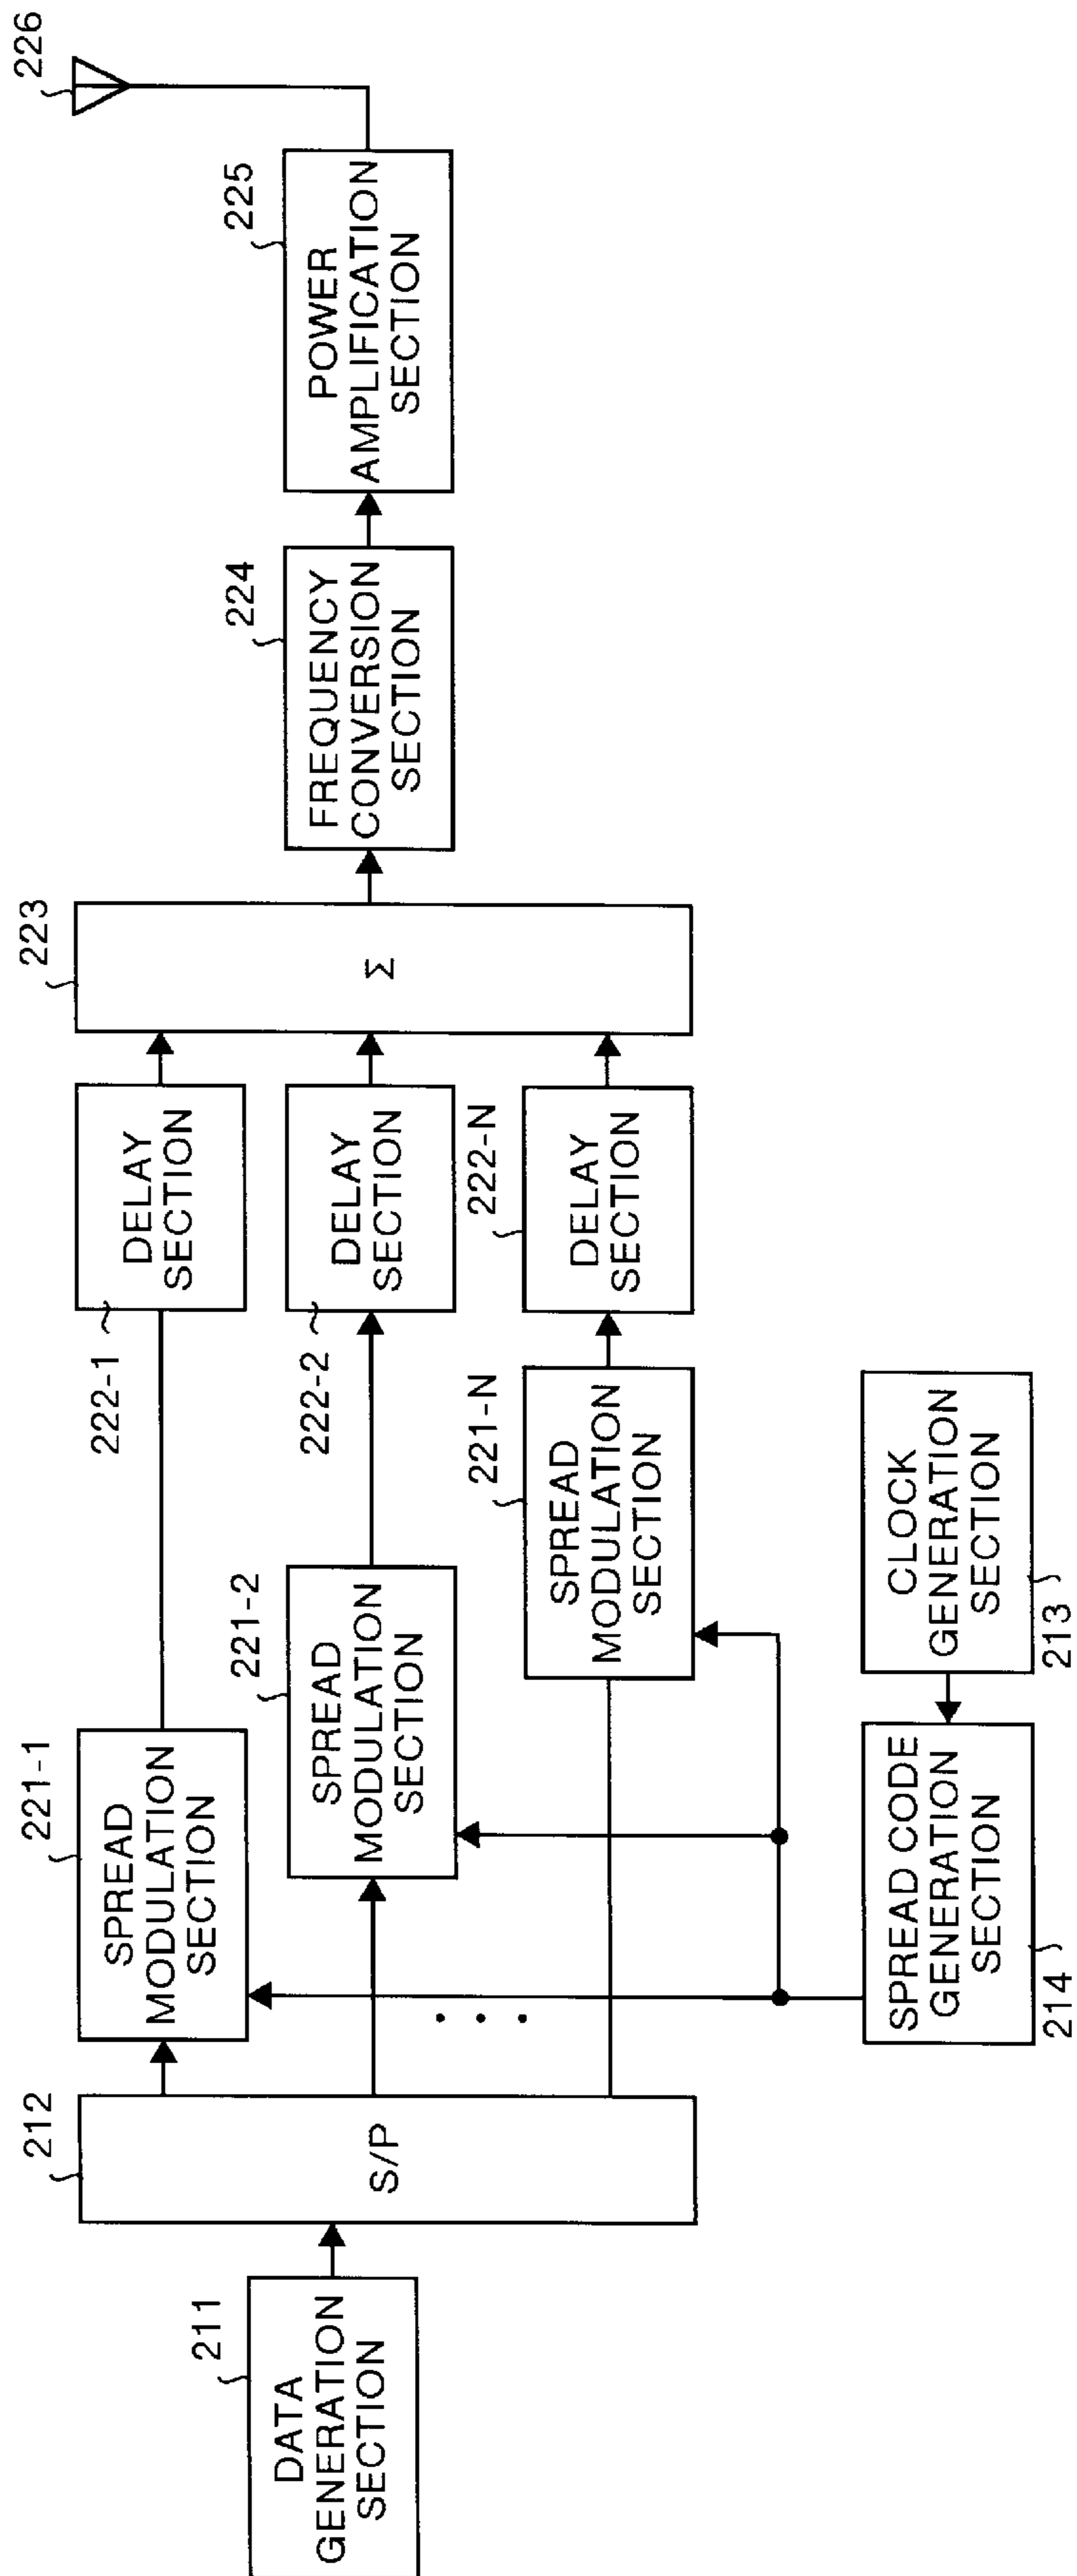 211
DATA
GENERATION
SECTION
212
S/P
221-1
SPREAD
MODULATION
SECTION
221-2
SPREAD
MODULATION
SECTION
221-N
SPREAD
MODULATION
SECTION
. . .
SPREAD CODE
GENERATION
SECTION
214
CLOCK
GENERATION
SECTION
213
222-1
DELAY
SECTION
222-2
DELAY
SECTION
222-N
DELAY
SECTION
223
Σ
224
FREQUENCY
CONVERSION
SECTION
225
POWER
AMPLIFICATION
SECTION
226